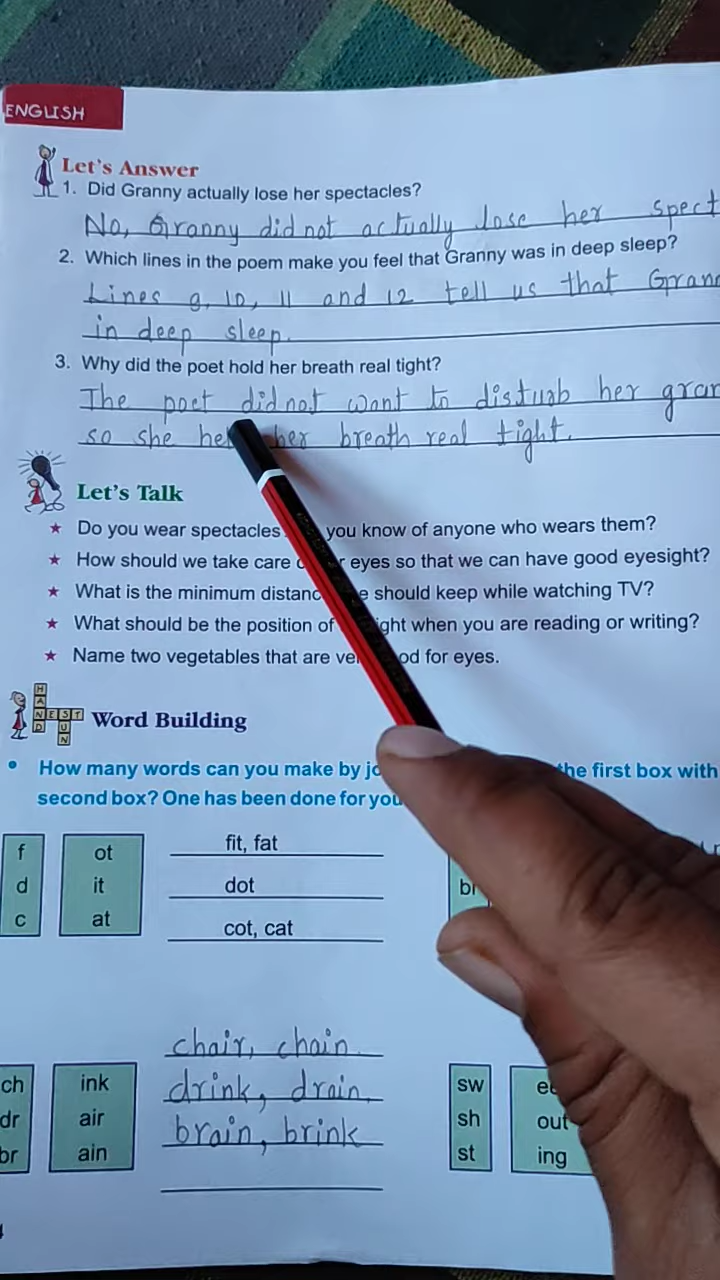 ENGLISH
Let's Answer
1. Did Granny actually lose her spectacles?
No, Granny did not actually lose her spect
2. Which lines in the poem make you feel that Granny was in deep sleep?
Lines 9, 10, 11 and 12 tell us that Gran
in deep sleep.
3. Why did the poet hold her breath real tight?
The poet did not want to disturb her gran
so she her breath real tight.
Let's Talk
★ Do you wear spectacles you know of anyone who wears them?
★ How should we take care eyes so that we can have good eyesight?
★ What is the minimum should keep while watching TV?
★ What should be the position of when you are reading or writing?
★ Name two vegetables that are for eyes.
HAND
NEST
SUN
Word Building
• How many words can you make by the first box with
second box? One has been done for you
f ot fit, fat
d it dot
c at cot, cat
chair, chain
ch ink drink, drain,
dr air brain, brink
br ain
sw
sh out
st ing